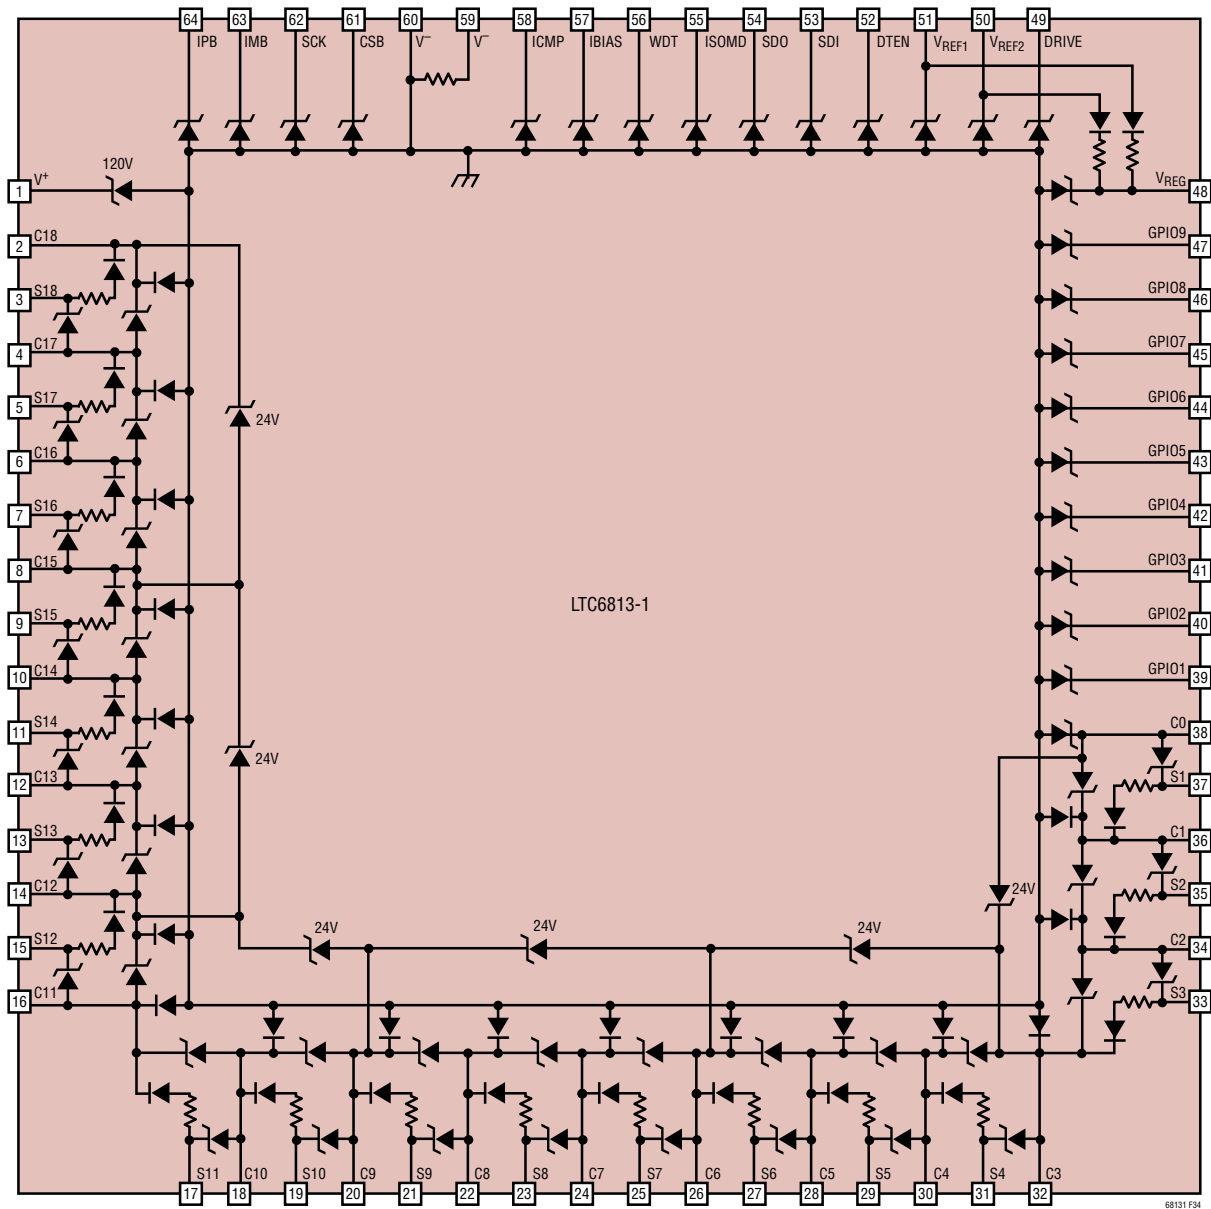 64 63 62 61 60 59 58 57 56 55 54 53 52 51 50 49
IPB IMB SCK CSB V– V– ICMP IBIAS WDT ISOMD SDO SDI DTEN VREF1 VREF2 DRIVE
120V
1 V+
VREG 48
2 C18
GPIO9 47
3 S18
GPIO8 46
4 C17
GPIO7 45
5 S17
GPIO6 44
24V
6 C16
GPIO5 43
7 S16
GPIO4 42
8 C15
GPIO3 41
LTC6813-1
9 S15
GPIO2 40
10 C14
GPIO1 39
11 S14
C0 38
24V
12 C13
S1 37
13 S13
C1 36
14 C12
S2 35
24V
24V 24V 24V
15 S12
C2 34
16 C11
S3 33
S11 C10 S10 C9 S9 C8 S8 C7 S7 C6 S6 C5 S5 C4 S4 C3
17 18 19 20 21 22 23 24 25 26 27 28 29 30 31 32
68131 F34